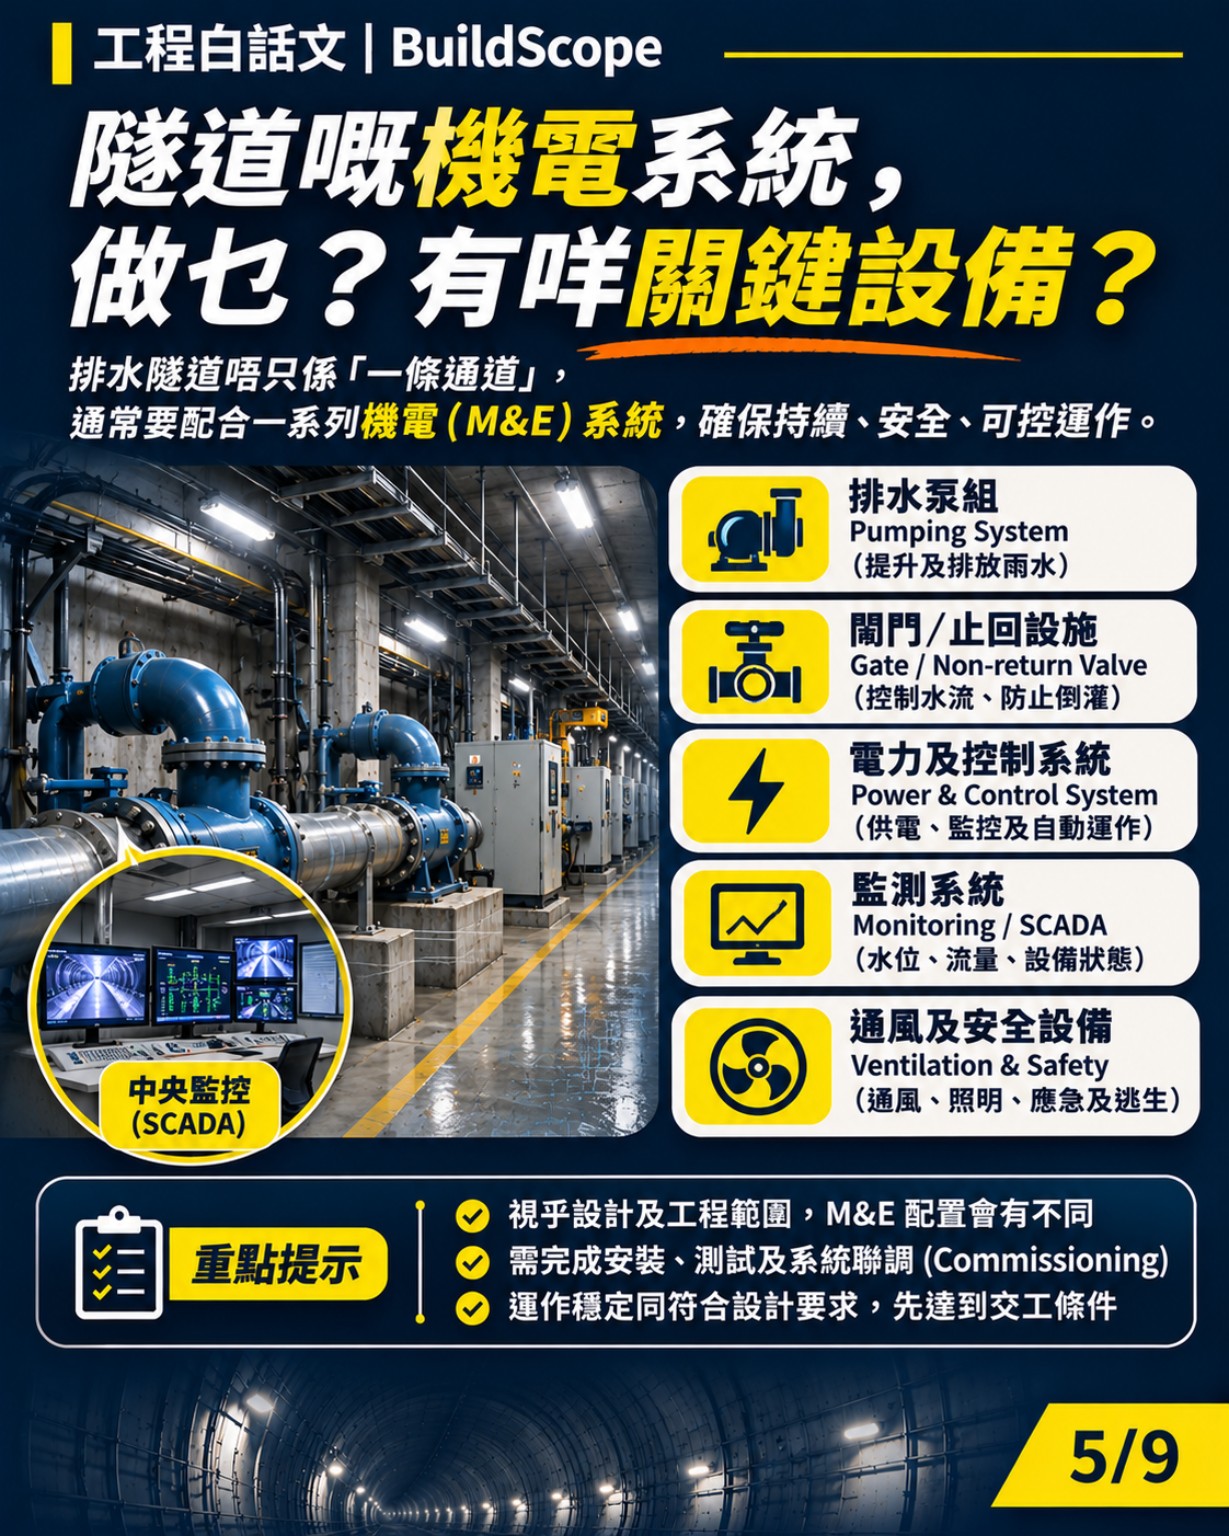 工程白話文｜BuildScope
隧道嘅機電系統，
做乜？有咩關鍵設備？
排水隧道唔只係「一條通道」，
通常要配合一系列機電（M&E）系統，確保持續、安全、可控運作。
排水泵組
Pumping System
（提升及排放雨水）
閘門／止回設施
Gate / Non-return Valve
（控制水流、防止倒灌）
電力及控制系統
Power & Control System
（供電、監控及自動運作）
監測系統
Monitoring / SCADA
（水位、流量、設備狀態）
通風及安全設備
Ventilation & Safety
（通風、照明、應急及逃生）
中央監控
(SCADA)
重點提示
視乎設計及工程範圍，M&E 配置會有不同
需完成安裝、測試及系統聯調 (Commissioning)
運作穩定同符合設計要求，先達到交工條件
5/9